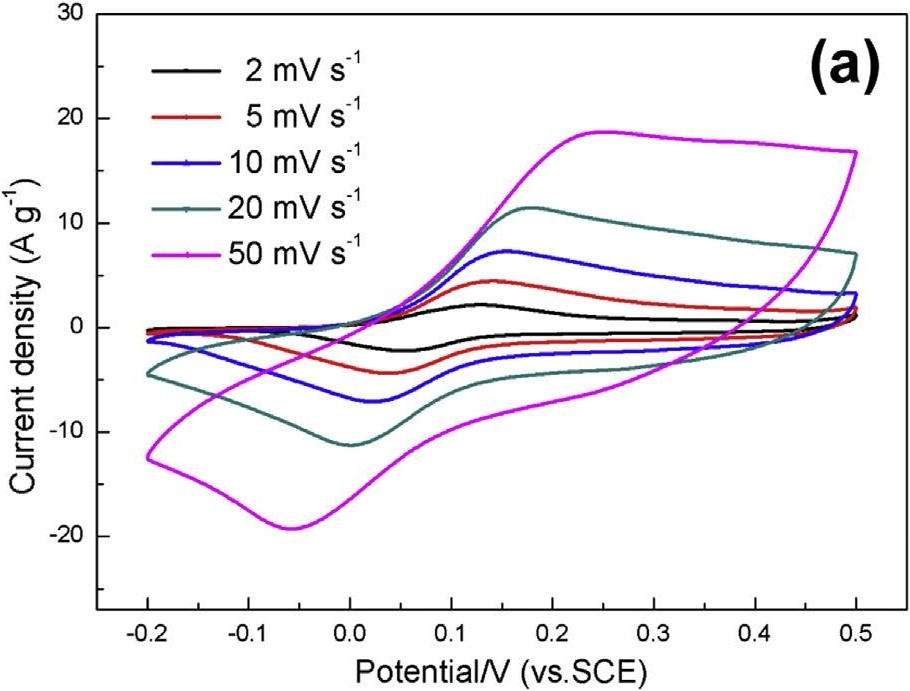 (a)
2 mV s⁻¹
5 mV s⁻¹
10 mV s⁻¹
20 mV s⁻¹
50 mV s⁻¹
30
20
10
0
-10
-20
Current density (A g⁻¹)
-0.2 -0.1 0.0 0.1 0.2 0.3 0.4 0.5
Potential/V (vs.SCE)